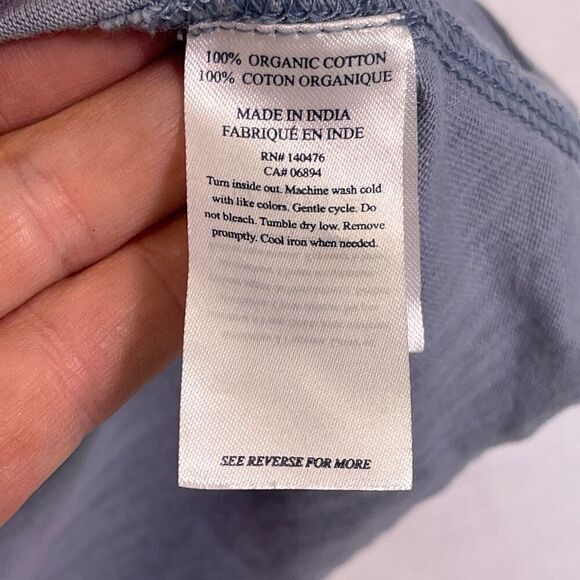 100% ORGANIC COTTON
100% COTON ORGANIQUE
MADE IN INDIA
FABRIQUÉ EN INDE
RN# 140476
CA# 06894
Turn inside out. Machine wash cold
with like colors. Gentle cycle. Do
not bleach. Tumble dry low. Remove
promptly. Cool iron when needed.
SEE REVERSE FOR MORE